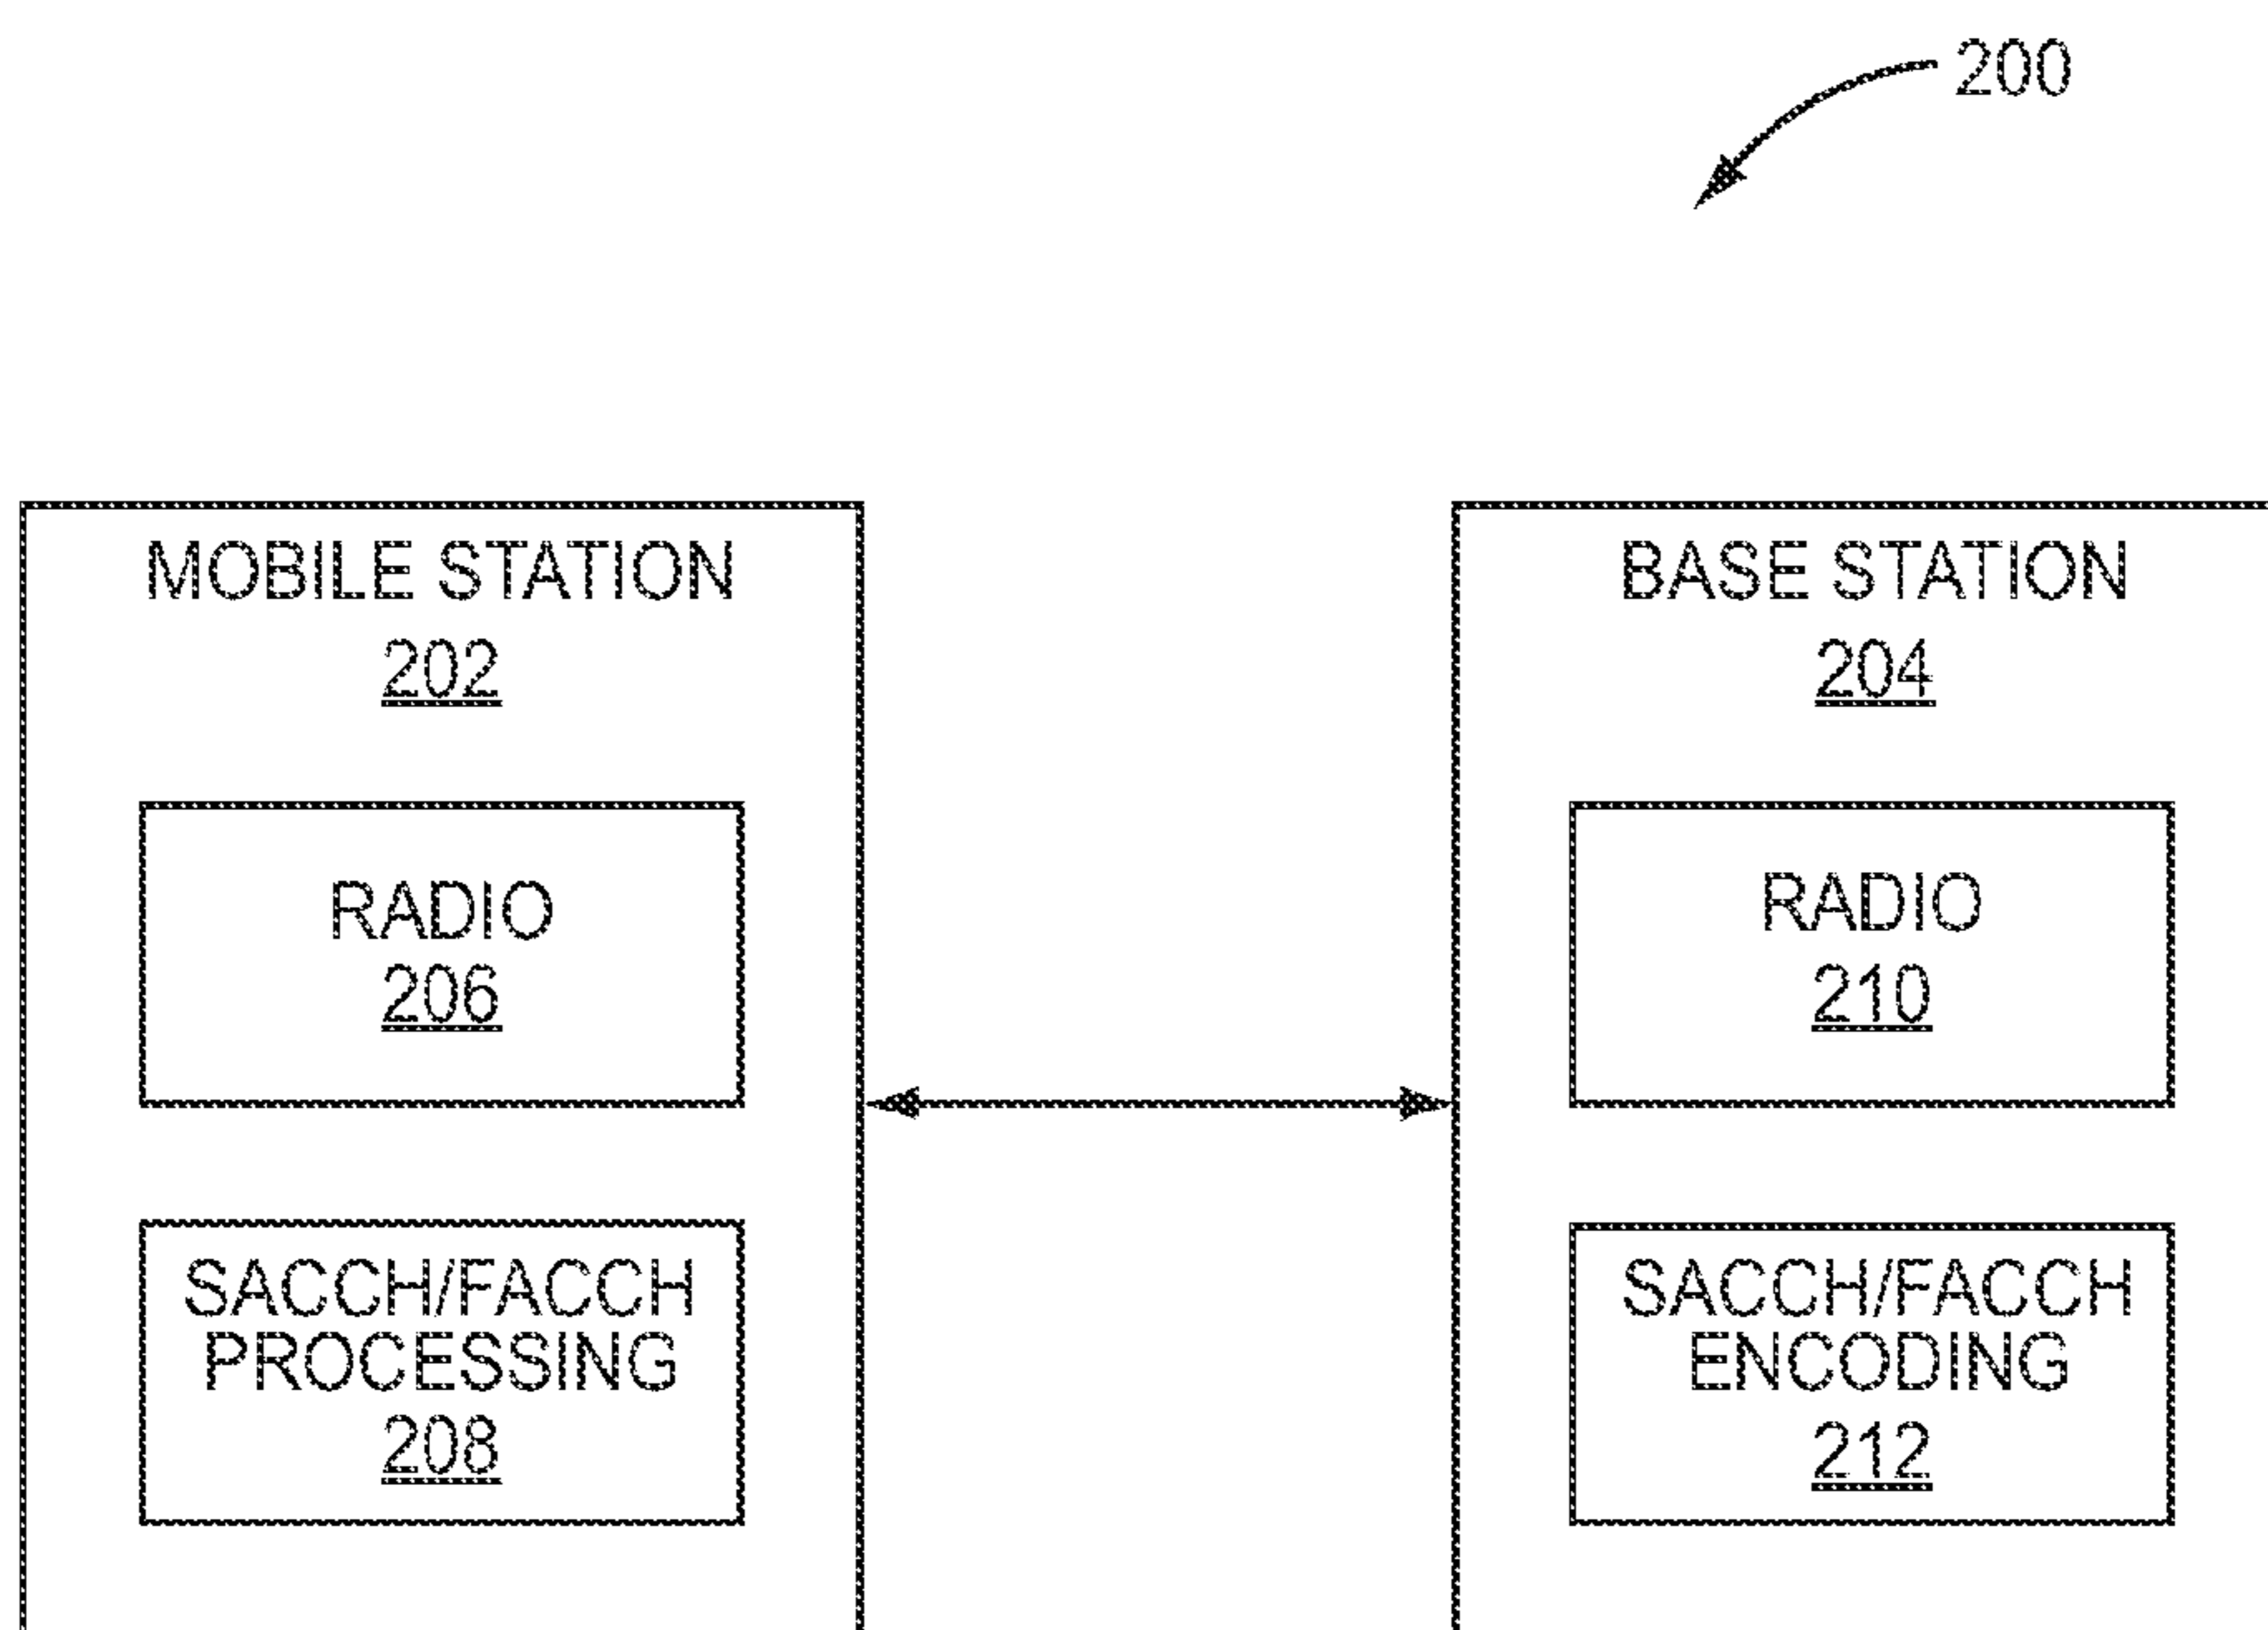 200
MOBILE STATION
202
RADIO
206
SACCH/FACCH
PROCESSING
208
BASE STATION
204
RADIO
210
SACCH/FACCH
ENCODING
212